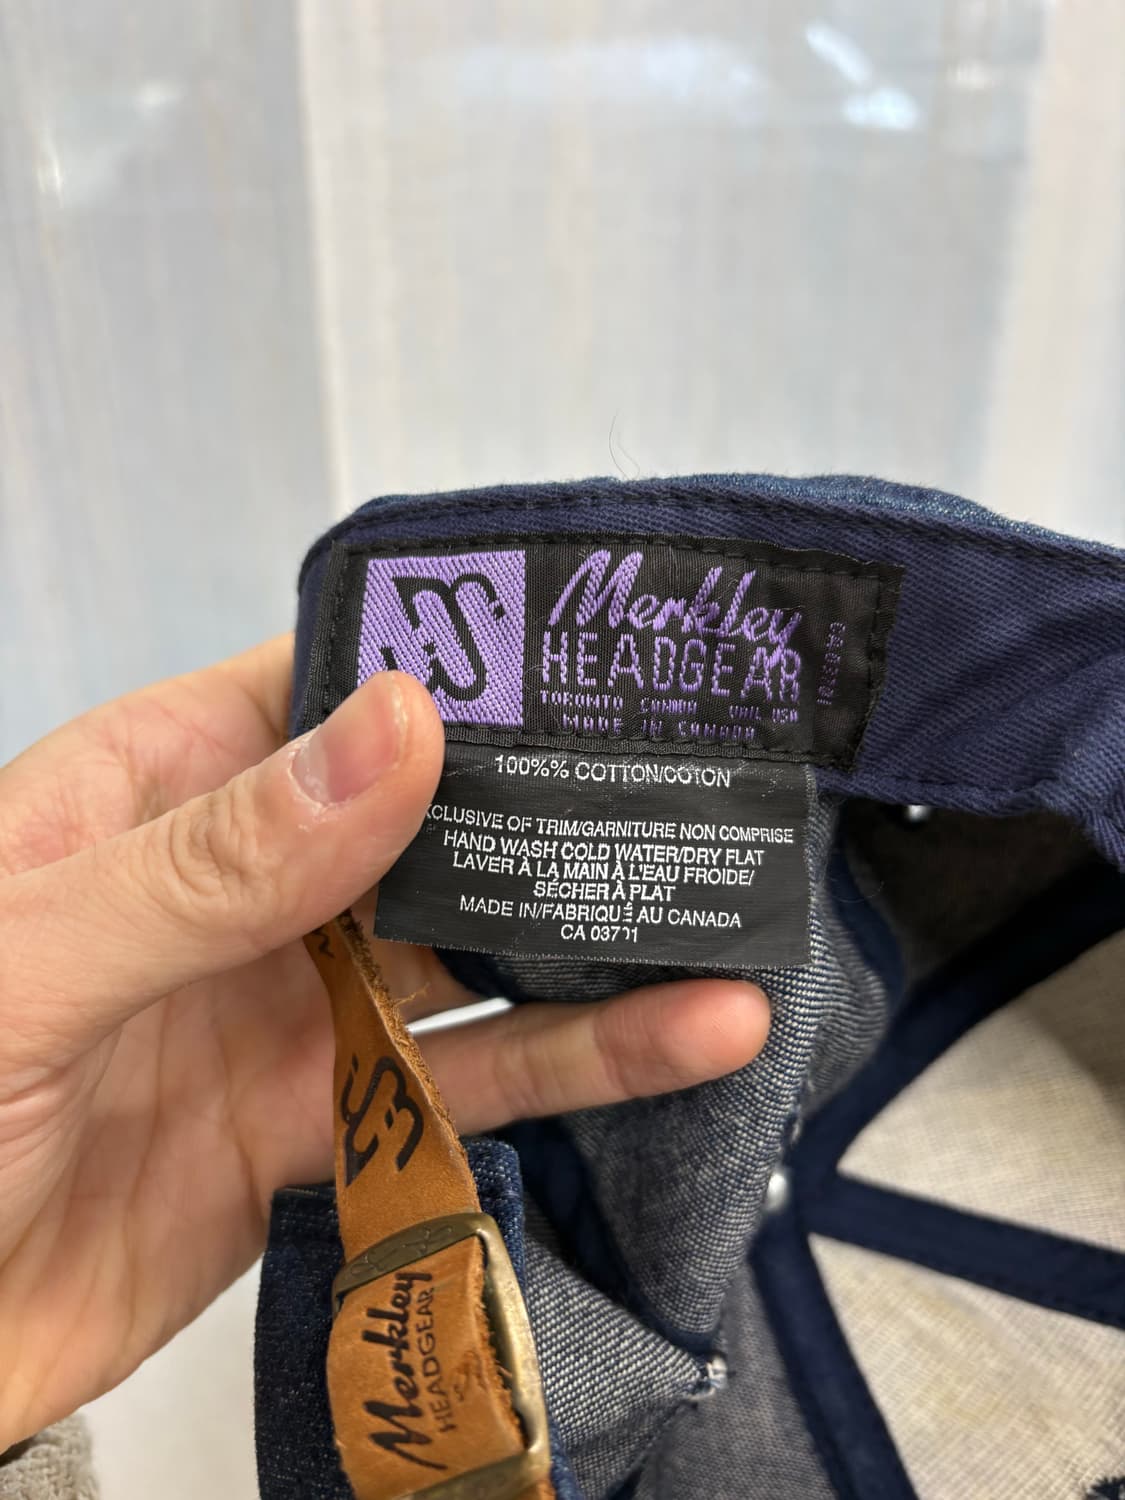 Merkley
HEADGEAR
TORONTO CANADA USA
MADE IN CANADA
100%% COTTON/COTON
XCLUSIVE OF TRIM/GARNITURE NON COMPRISE
HAND WASH COLD WATER/DRY FLAT
LAVER À LA MAIN À L'EAU FROIDE/
SÉCHER À PLAT
MADE IN/FABRIQUÉ AU CANADA
CA
Merkley
HEADGEAR